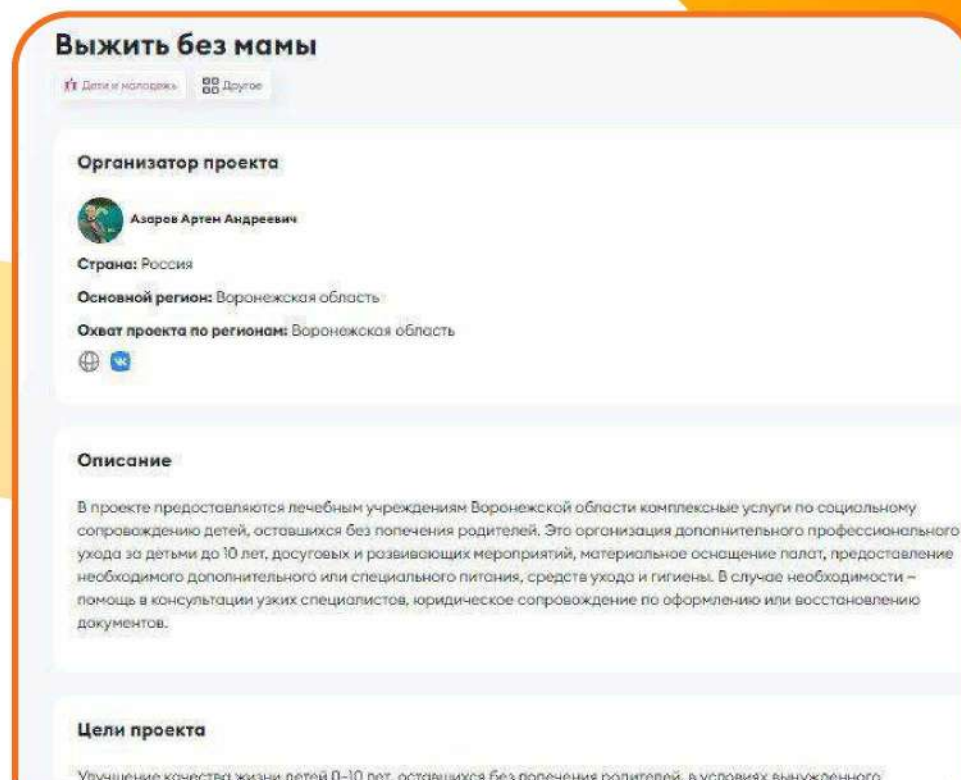 Выжить без мамы
Дети и молодежь Другое
Организатор проекта
Азаров Артем Андреевич
Страна: Россия
Основной регион: Воронежская область
Охват проекта по регионам: Воронежская область
Описание
В проекте предоставляются лечебным учреждениям Воронежской области комплексные услуги по социальному
сопровождению детей, оставшихся без попечения родителей. Это организация дополнительного профессионального
ухода за детьми до 10 лет, досуговых и развивающих мероприятий, материальное оснащение палат, предоставление
необходимого дополнительного или специального питания, средств ухода и гигиены. В случае необходимости –
помощь в консультации узких специалистов, юридическое сопровождение по оформлению или восстановлению
документов.
Цели проекта
Улучшение качества жизни детей 0-10 лет, оставшихся без попечения родителей, в условиях вынужденного